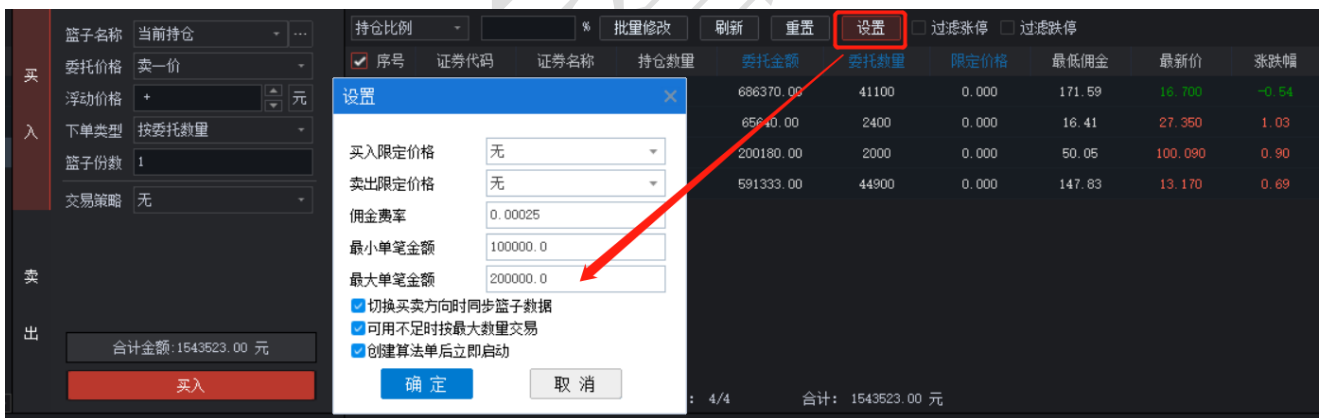 买
入
卖
出
篮子名称 当前持仓 ...
委托价格 卖一价
浮动价格 + 元
下单类型 按委托数量
篮子份数 1
交易策略 无
合计金额:1543523.00 元
买入
持仓比例 % 批量修改 刷新 重置 设置 过滤涨停 过滤跌停
序号 证券代码 证券名称 持仓数量 委托金额 委托数量 限定价格 最低佣金 最新价 涨跌幅
686370.00 41100 0.000 171.59 16.700 -0.54
65640.00 2400 0.000 16.41 27.350 1.03
200180.00 2000 0.000 50.05 100.090 0.90
591333.00 44900 0.000 147.83 13.170 0.69
设置
买入限定价格 无
卖出限定价格 无
佣金费率 0.00025
最小单笔金额 100000.0
最大单笔金额 200000.0
切换买卖方向时同步篮子数据
可用不足时按最大数量交易
创建算法单后立即启动
确定 取消
: 4/4 合计: 1543523.00 元